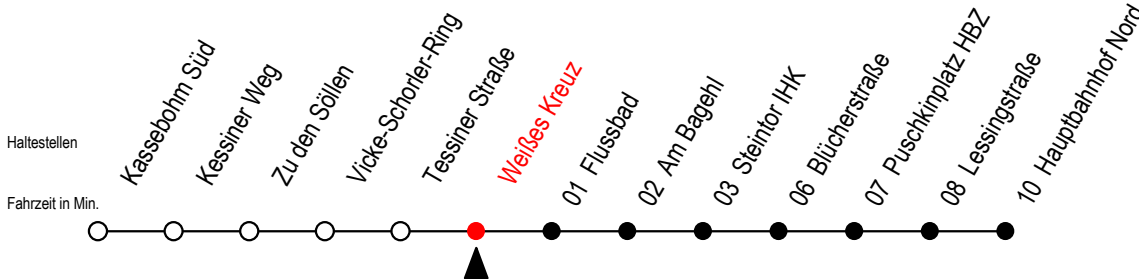 Haltestellen
Fahrzeit in Min.
Kassebohm Süd
Kessiner Weg
Zu den Söllen
Vicke-Schorler-Ring
Tessiner Straße
Weißes Kreuz
01 Flussbad
02 Am Bagehl
03 Steintor IHK
06 Blücherstraße
07 Puschkinplatz HBZ
08 Lessingstraße
10 Hauptbahnhof Nord